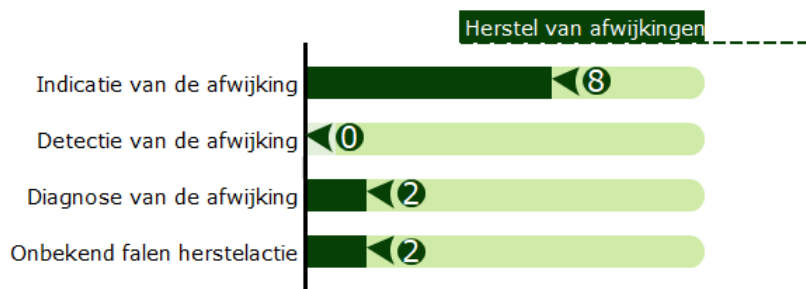 Herstel van afwijkingen
Indicatie van de afwijking 8
Detectie van de afwijking 0
Diagnose van de afwijking 2
Onbekend falen herstelactie 2